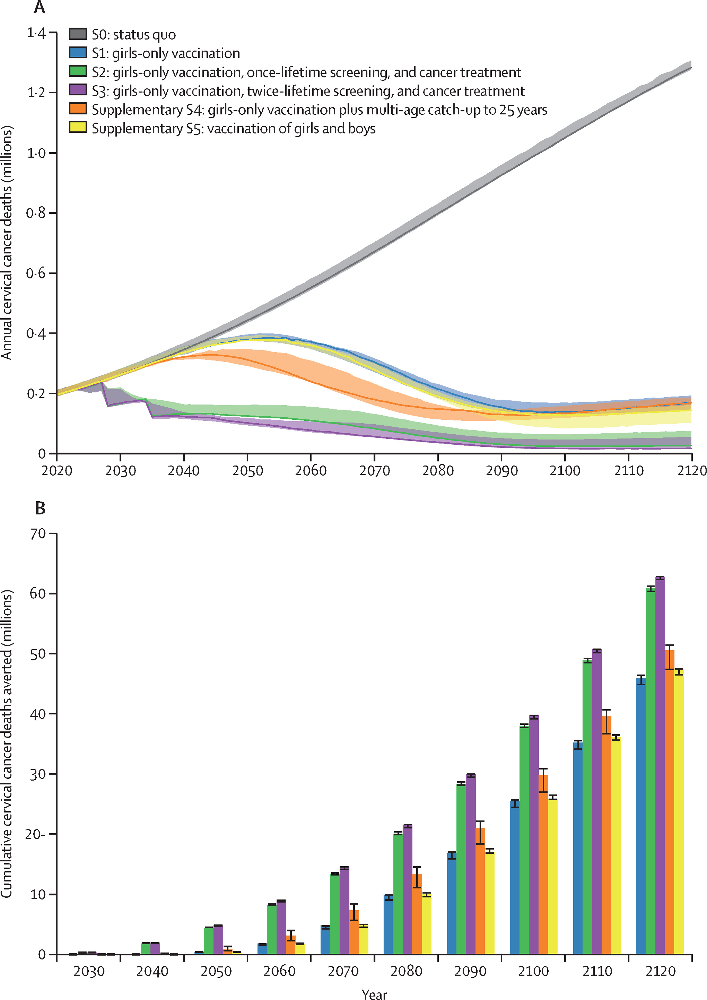 A
Annual cervical cancer deaths (millions)
1·4
1·2
1·0
0·8
0·6
0·4
0·2
0
S0: status quo
S1: girls-only vaccination
S2: girls-only vaccination, once-lifetime screening, and cancer treatment
S3: girls-only vaccination, twice-lifetime screening, and cancer treatment
Supplementary S4: girls-only vaccination plus multi-age catch-up to 25 years
Supplementary S5: vaccination of girls and boys
2020 2030 2040 2050 2060 2070 2080 2090 2100 2110 2120
B
Cumulative cervical cancer deaths averted (millions)
70
60
50
40
30
20-
10
0
2030 2040 2050 2060 2070 2080 2090 2100 2110 2120
Year